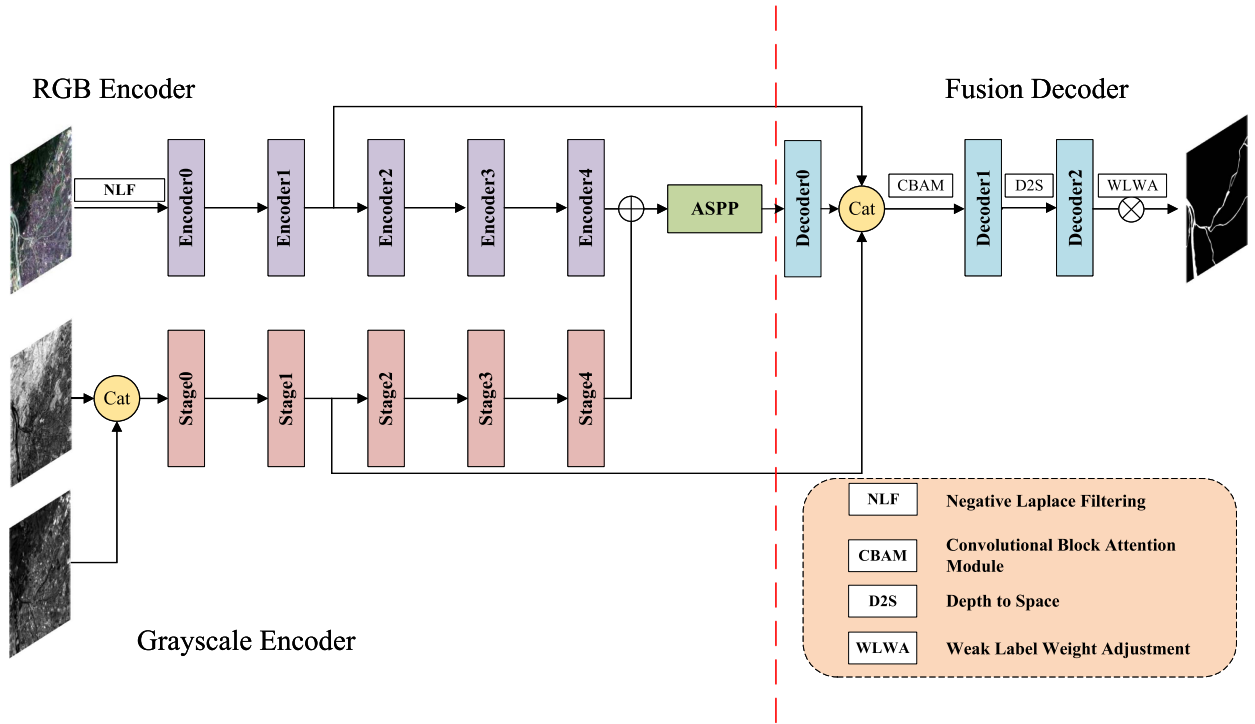 RGB Encoder
Fusion Decoder
NLF
Encoder0
Encoder1
Encoder2
Encoder3
Encoder4
ASPP
Decoder0
Cat
CBAM
Decoder1
D2S
Decoder2
WLWA
Cat
Stage0
Stage1
Stage2
Stage3
Stage4
Grayscale Encoder
NLF
Negative Laplace Filtering
CBAM
Convolutional Block Attention
Module
D2S
Depth to Space
WLWA
Weak Label Weight Adjustment